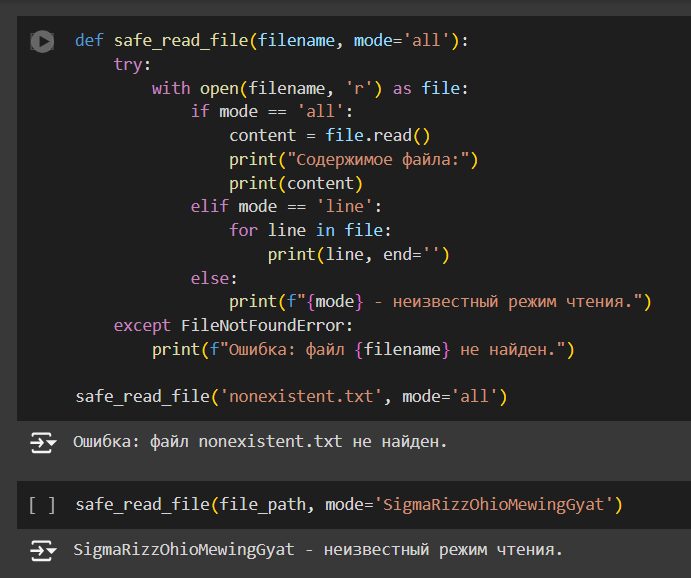 def safe_read_file(filename, mode='all'):
    try:
        with open(filename, 'r') as file:
            if mode == 'all':
                content = file.read()
                print("Содержимое файла:")
                print(content)
            elif mode == 'line':
                for line in file:
                    print(line, end='')
            else:
                print(f"{mode} - неизвестный режим чтения.")
    except FileNotFoundError:
        print(f"Ошибка: файл {filename} не найден.")

safe_read_file('nonexistent.txt', mode='all')
Ошибка: файл nonexistent.txt не найден.
[ ] safe_read_file(file_path, mode='SigmaRizzOhioMewingGyat')
SigmaRizzOhioMewingGyat - неизвестный режим чтения.